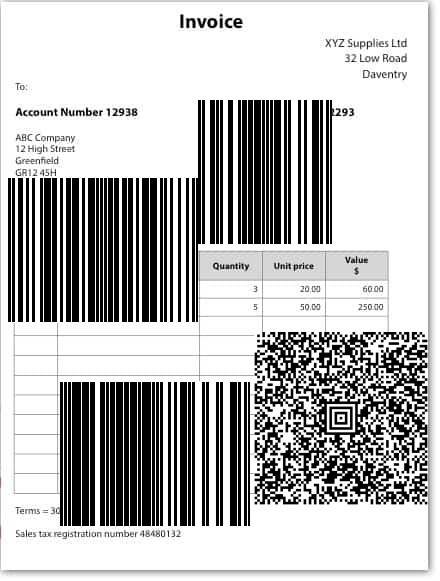 Invoice
XYZ Supplies Ltd
32 Low Road
Daventry
To:
Account Number 12938
2293
ABC Company
12 High Street
Greenfield
GR12 45H
Quantity Unit price Value
$
3 20.00 60.00
5 50.00 250.00
Terms = 30
Sales tax registration number 48480132